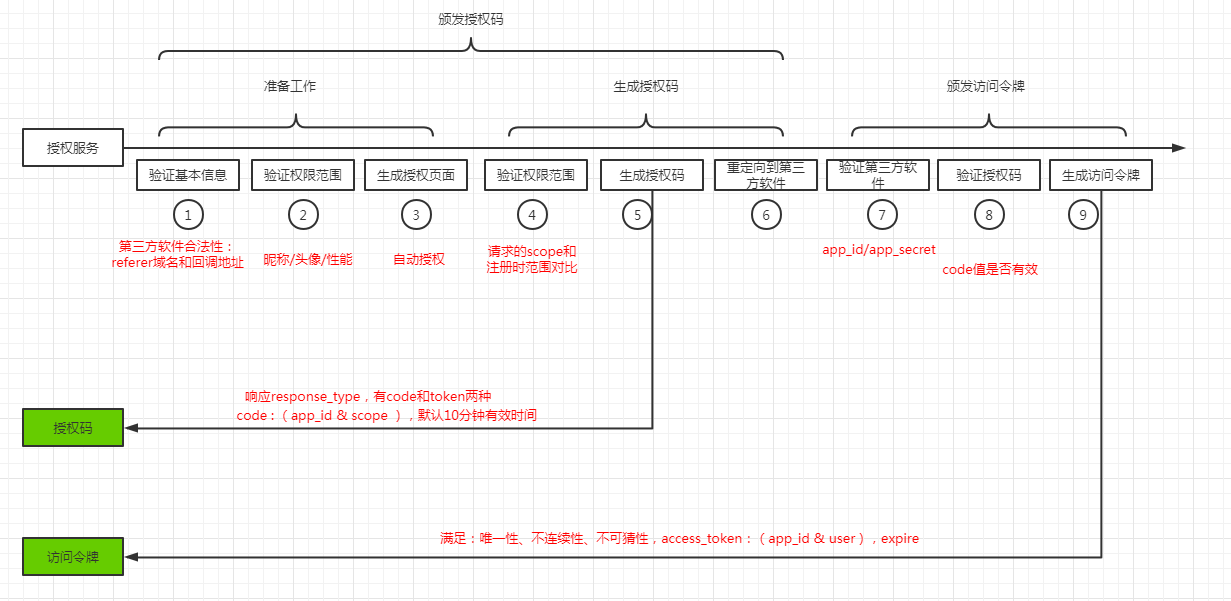 颁发授权码
准备工作
生成授权码
颁发访问令牌
授权服务
验证基本信息
验证权限范围
生成授权页面
验证权限范围
生成授权码
重定向到第三
方软件
验证第三方软
件
验证授权码
生成访问令牌
1
2
3
4
5
6
7
8
9
第三方软件合法性：
referer域名和回调地址
昵称/头像/性能
自动授权
请求的scope和
注册时范围对比
app_id/app_secret
code值是否有效
响应response_type，有code和token两种
code :（ app_id & scope ），默认10分钟有效时间
授权码
满足：唯一性、不连续性、不可猜性，access_token :（ app_id & user ），expire
访问令牌